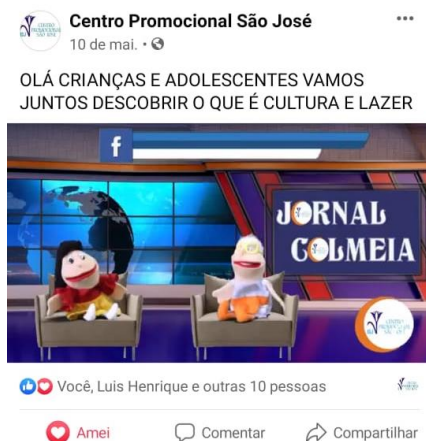 Centro Promocional São José
10 de mai.
OLÁ CRIANÇAS E ADOLESCENTES VAMOS
JUNTOS DESCOBRIR O QUE É CULTURA E LAZER
f
JORNAL
COLMEIA
Você, Luis Henrique e outras 10 pessoas
Amei
Comentar
Compartilhar